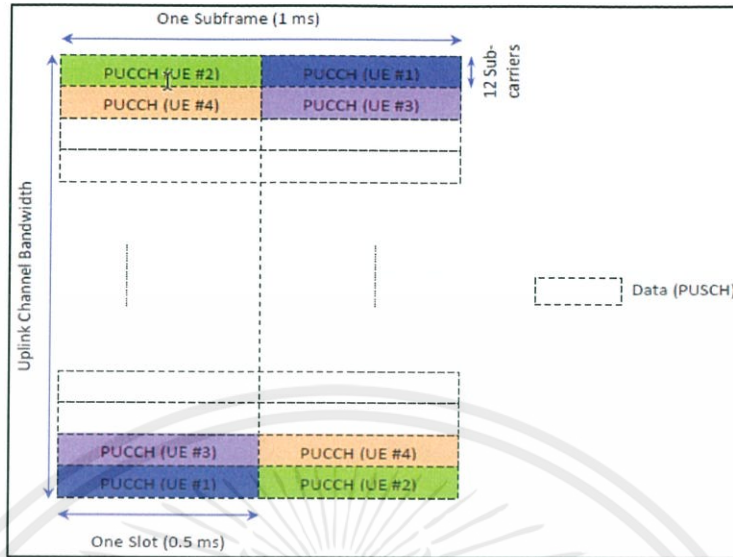 One Subframe (1 ms)
PUCCH (UE #2)
PUCCH (UE #1)
12 Sub-
carriers
PUCCH (UE #4)
PUCCH (UE #3)
Uplink Channel Bandwidth
Data (PUSCH)
PUCCH (UE #3)
PUCCH (UE #4)
PUCCH (UE #1)
PUCCH (UE #2)
One Slot (0.5 ms)